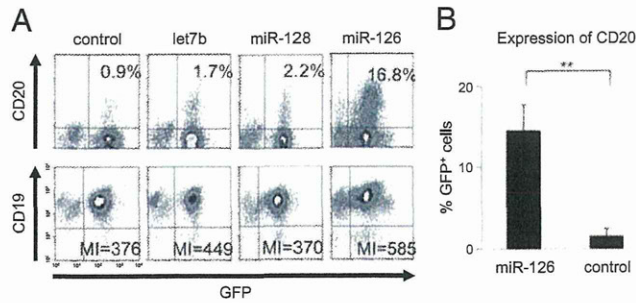 A
control let7b miR-128 miR-126
CD20
0.9% 1.7% 2.2% 16.8%
CD19
MI=376 MI=449 MI=370 MI=585
GFP
B
Expression of CD20
**
% GFP⁺ cells
20
10
0
miR-126 control